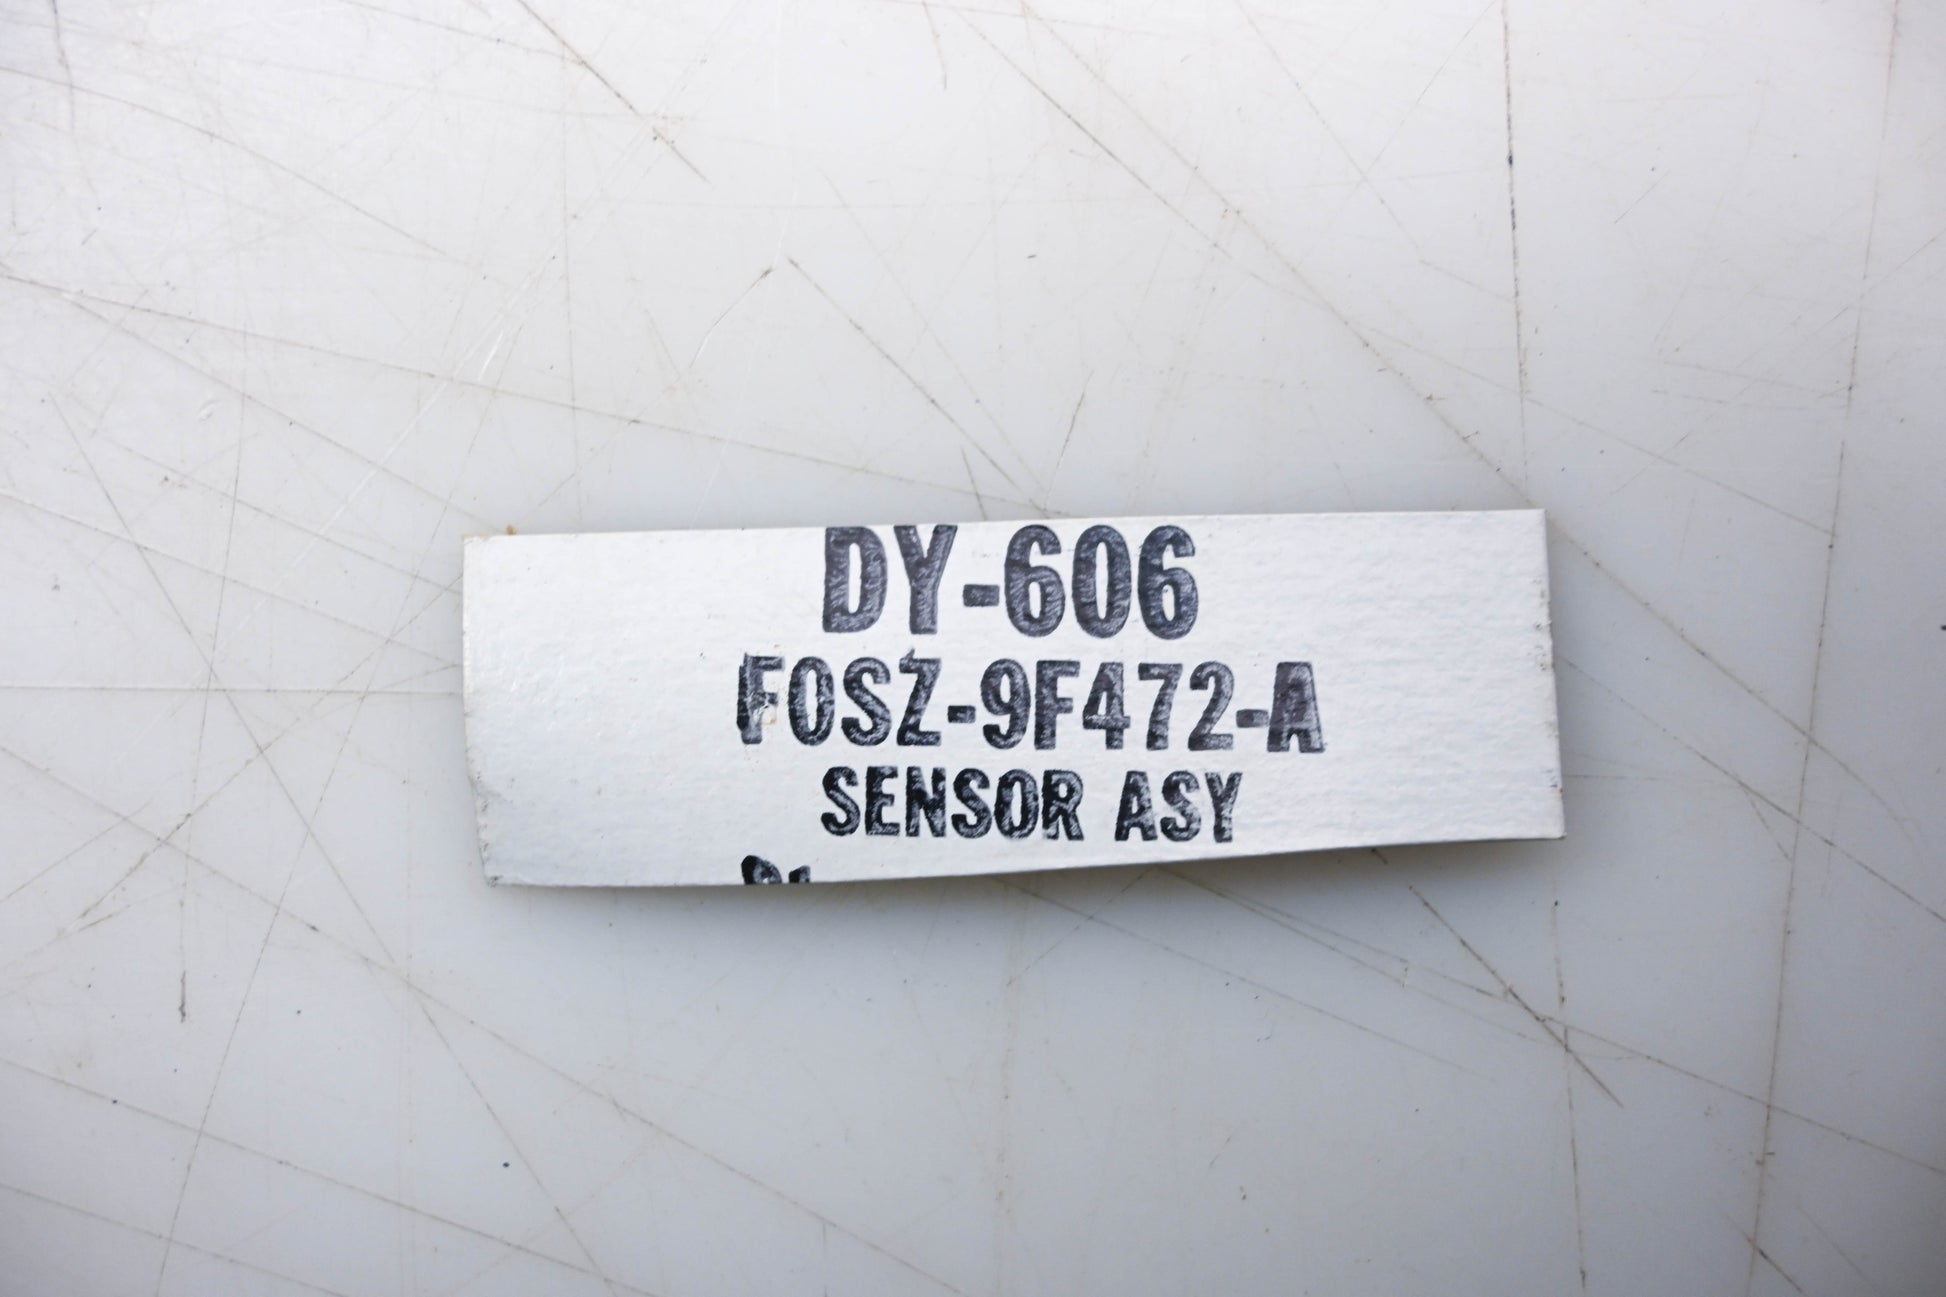 DY-606
F0SZ-9F472-A
SENSOR ASY